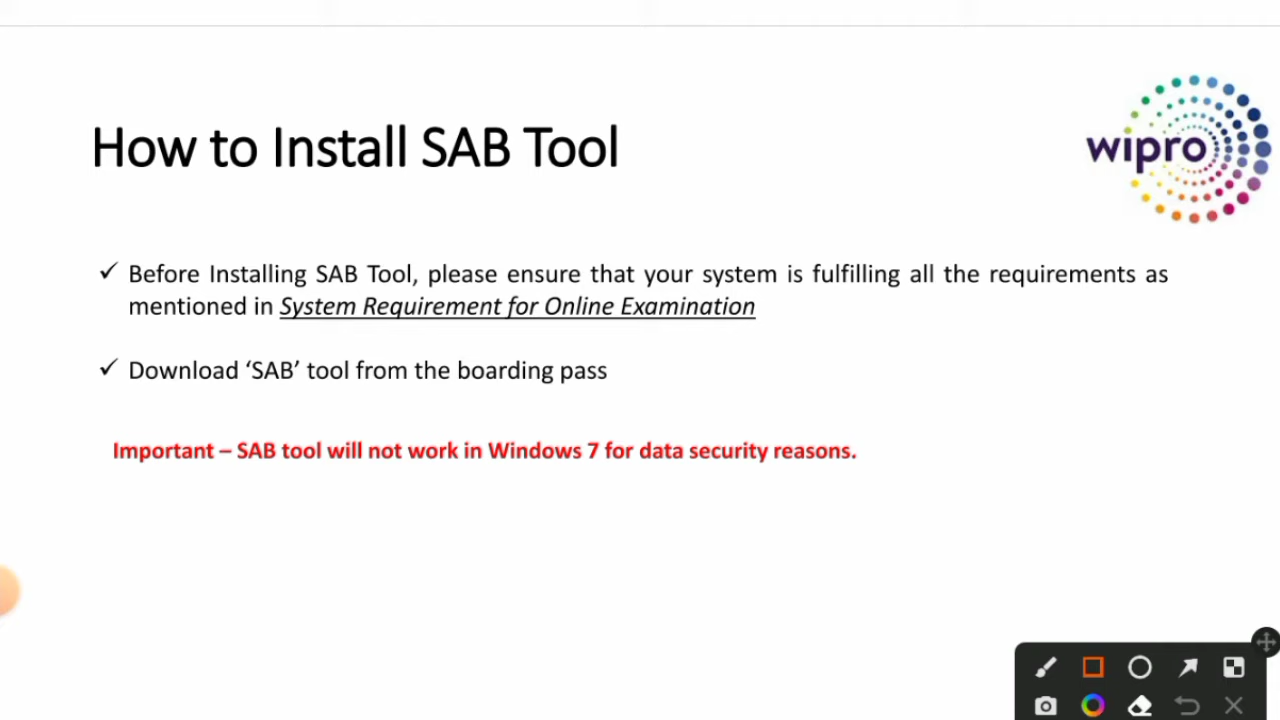 How to Install SAB Tool
wipro
✓ Before Installing SAB Tool, please ensure that your system is fulfilling all the requirements as
mentioned in System Requirement for Online Examination
✓ Download ‘SAB’ tool from the boarding pass
Important – SAB tool will not work in Windows 7 for data security reasons.